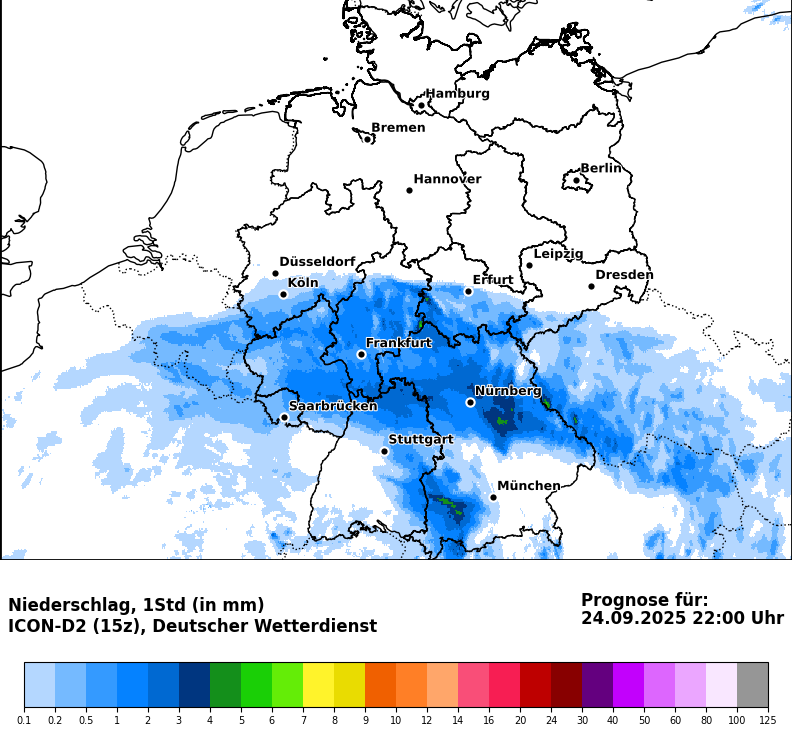 Hamburg
Bremen
Berlin
Hannover
Leipzig
Düsseldorf
Dresden
Köln
Erfurt
Frankfurt
Nürnberg
Saarbrücken
Stuttgart
München
Niederschlag, 1Std (in mm)
ICON-D2 (15z), Deutscher Wetterdienst
Prognose für:
24.09.2025 22:00 Uhr
0.1 0.2 0.5 1 2 3 4 5 6 7 8 9 10 12 14 16 20 24 30 40 50 60 80 100 125